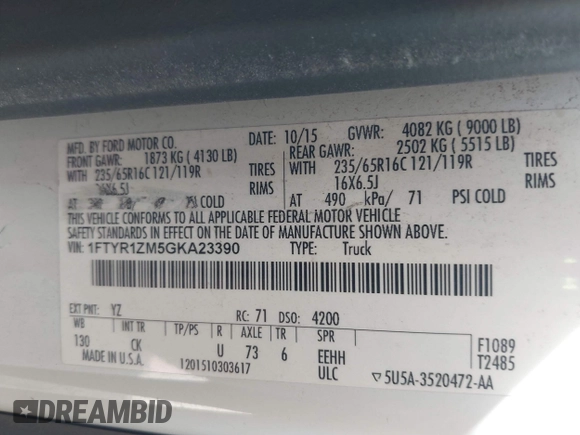 MFD. BY FORD MOTOR CO.
DATE: 10/15 GVWR: 4082 KG ( 9000 LB)
FRONT GAWR: 1873 KG ( 4130 LB)
REAR GAWR: 2502 KG ( 5515 LB)
WITH 235/65R16C 121/119R TIRES
WITH 235/65R16C 121/119R TIRES
16X6.5J RIMS
16X6.5J RIMS
AT PSI COLD
AT 490 kPa/ 71 PSI COLD
THIS VEHICLE CONFORMS TO ALL APPLICABLE FEDERAL MOTOR VEHICLE
SAFETY STANDARDS IN EFFECT ON THE DATE OF MANUFACTURE SHOWN ABOVE.
VIN: 1FTYR1ZM5GKA23390 TYPE: Truck
EXT PNT: YZ RC: 71 DSO: 4200
WB INT TR TP/PS R AXLE TR SPR F1089
130 CK U 73 6 EEHH T2485
MADE IN U.S.A. 1201510303617 ULC ▽5U5A-3520472-AA
DREAMBID
.com